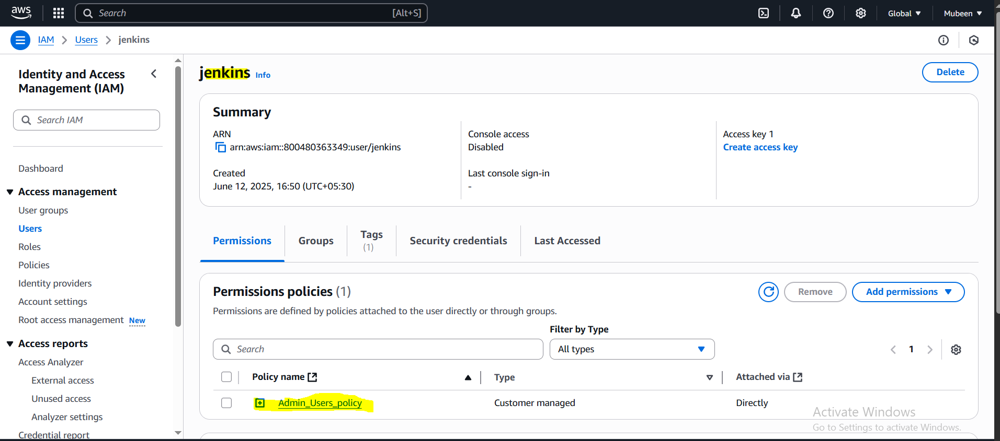 aws
Search [Alt+S]
Global
Mubeen
IAM
Users
jenkins
Identity and Access
Management (IAM)
Search IAM
Dashboard
Access management
User groups
Users
Roles
Policies
Identity providers
Account settings
Root access management New
Access reports
Access Analyzer
External access
Unused access
Analyzer settings
Credential report
jenkins Info
Delete
Summary
ARN
arn:aws:iam::800480363349:user/jenkins
Created
June 12, 2025, 16:50 (UTC+05:30)
Console access
Disabled
Last console sign-in
-
Access key 1
Create access key
Permissions
Groups
Tags
(1)
Security credentials
Last Accessed
Permissions policies (1)
Remove
Add permissions
Permissions are defined by policies attached to the user directly or through groups.
Filter by Type
Search
All types
1
Policy name
Type
Attached via
Admin_Users_policy
Customer managed
Directly
Activate Windows
Go to Settings to activate Windows.